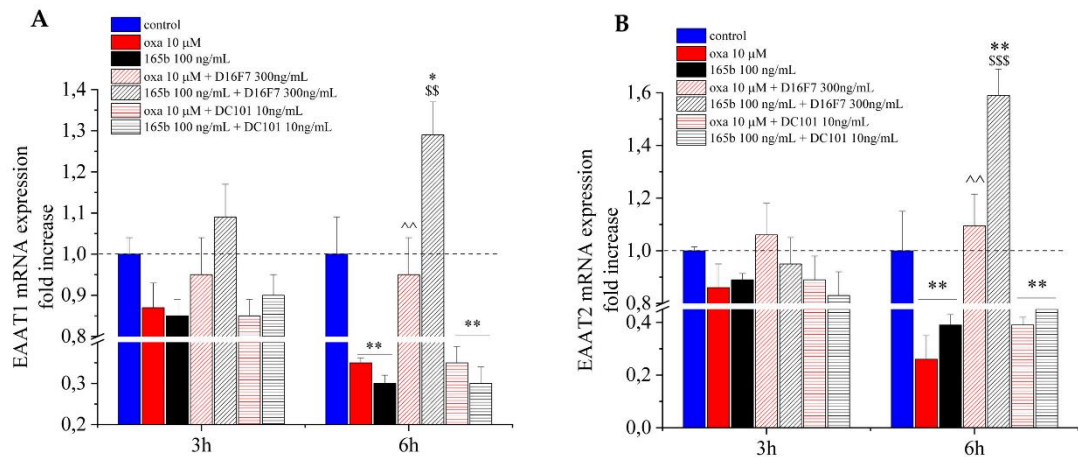 A
control
oxa 10 μM
165b 100 ng/mL
oxa 10 μM + D16F7 300ng/mL
165b 100 ng/mL + D16F7 300ng/mL
oxa 10 μM + DC101 10ng/mL
165b 100 ng/mL + DC101 10ng/mL
EAAT1 mRNA expression
fold increase
1,4
1,3
1,2
1,1
1,0
0,9
0,8
0,3
0,2
*
$$
^^
**
**
3h
6h
B
control
oxa 10 μM
165b 100 ng/mL
oxa 10 μM + D16F7 300ng/mL
165b 100 ng/mL + D16F7 300ng/mL
oxa 10 μM + DC101 10ng/mL
165b 100 ng/mL + DC101 10ng/mL
EAAT2 mRNA expression
fold increase
1,6
1,4
1,2
1,0
0,8
0,4
0,2
0,0
**
$$$
^^
**
**
3h
6h